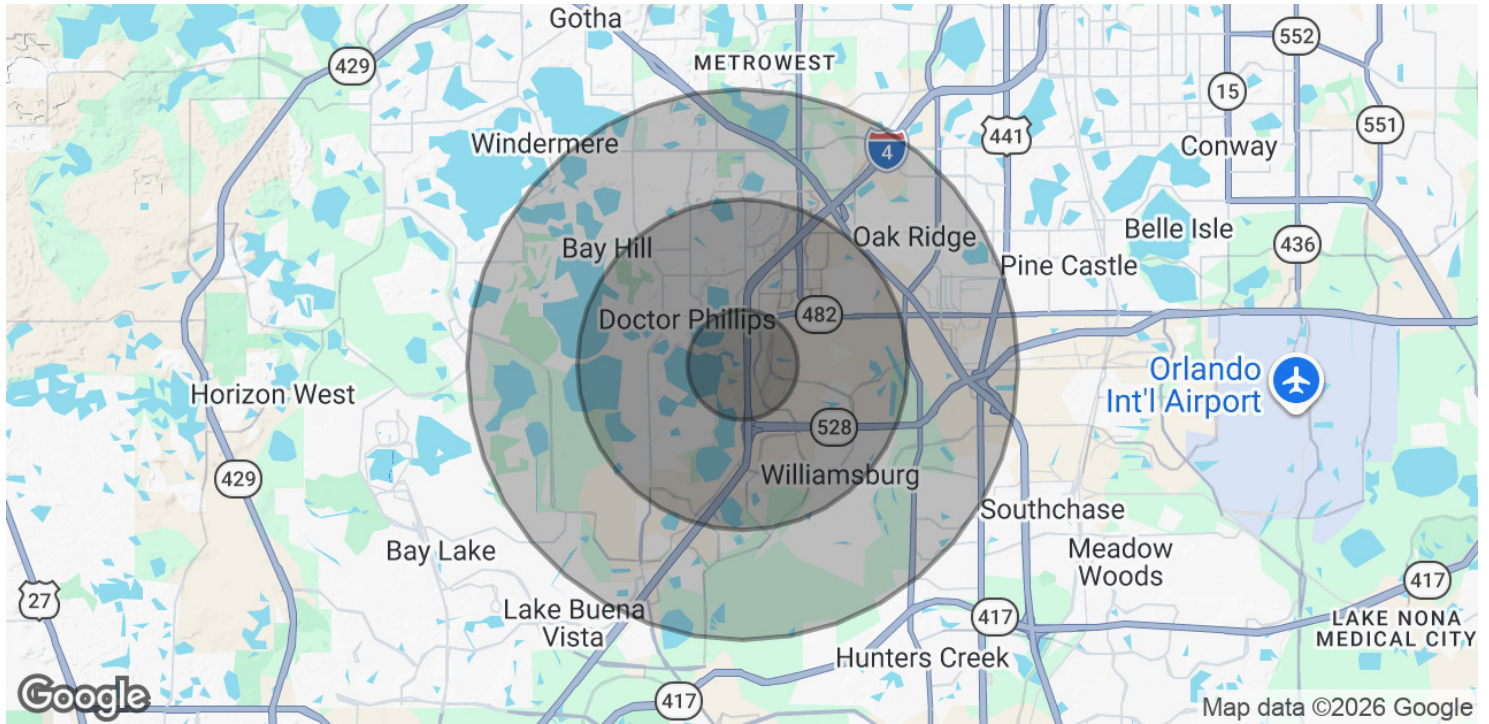 Gotha
552
429
METROWEST
15
551
441
4
Windermere
Conway
Belle Isle
Oak Ridge
436
Bay Hill
Pine Castle
482
Doctor Phillips
Orlando
Int'l Airport
Horizon West
528
429
Williamsburg
Southchase
Bay Lake
Meadow
Woods
417
27
Lake Buena
Vista
417
LAKE NONA
MEDICAL CITY
Hunters Creek
417
Google
Map data ©2026 Google